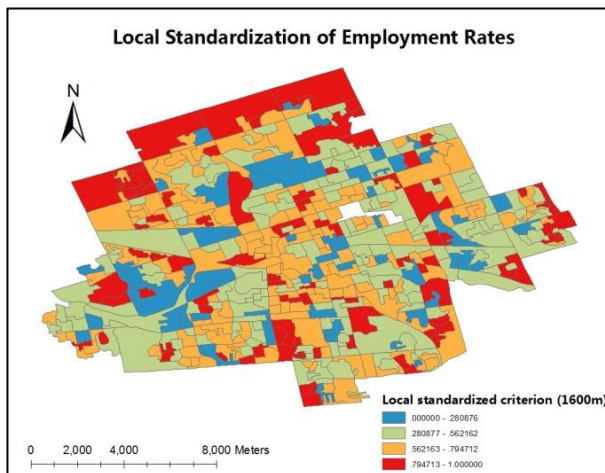 Local Standardization of Employment Rates
N
Local standardized criterion (1600m)
.000000 - .280876
.280877 - .562162
.562163 - .794712
.794713 - 1.000000
0 2,000 4,000 8,000 Meters